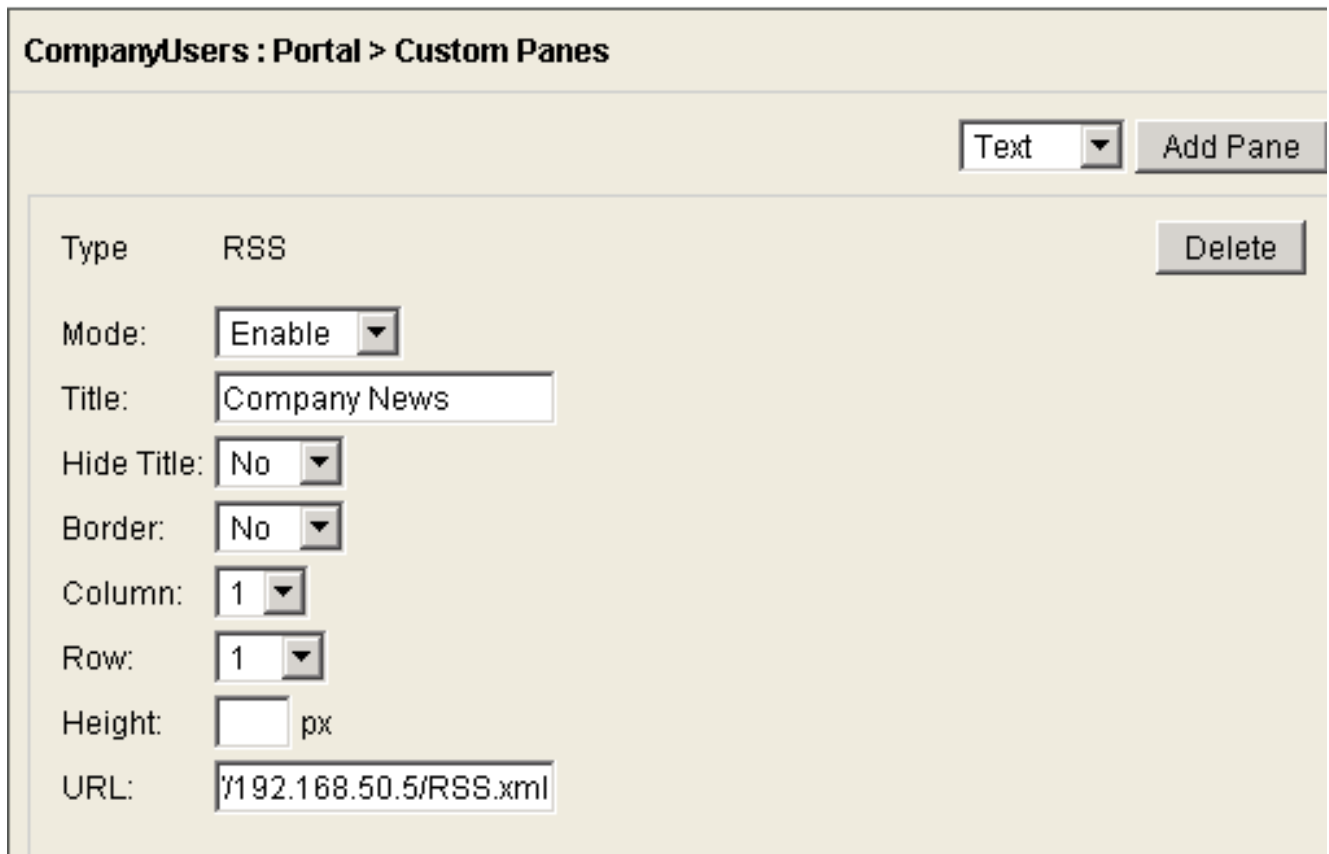 CompanyUsers : Portal > Custom Panes
Text Add Pane
Type RSS Delete
Mode: Enable
Title: Company News
Hide Title: No
Border: No
Column: 1
Row: 1
Height: px
URL: /192.168.50.5/RSS.xml